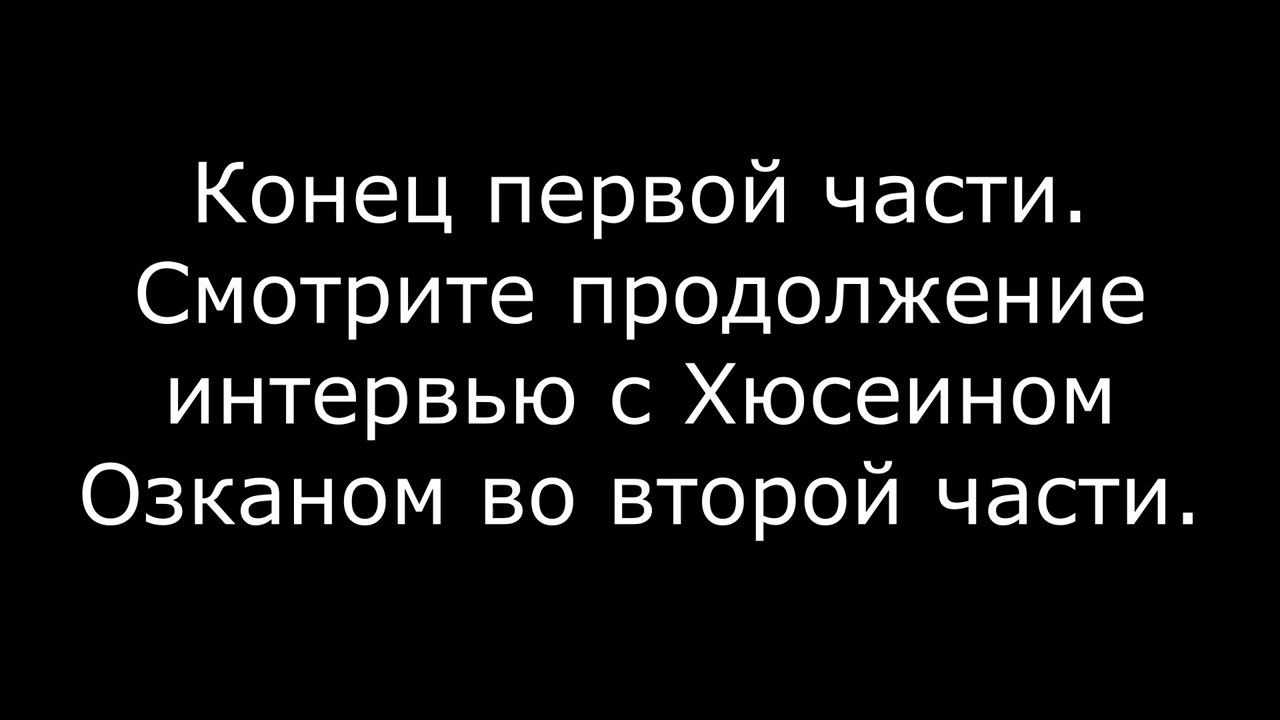 Конец первой части.
Смотрите продолжение
интервью с Хюсеином
Озканом во второй части.